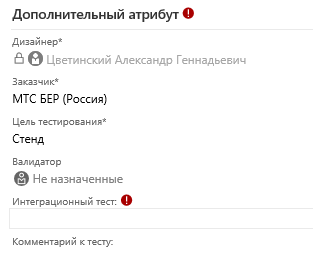 Дополнительный атрибут
Дизайнер*
Цветинский Александр Геннадьевич
Заказчик*
МТС БЕР (Россия)
Цель тестирования*
Стенд
Валидатор
Не назначенные
Интеграционный тест:
Комментарий к тесту: